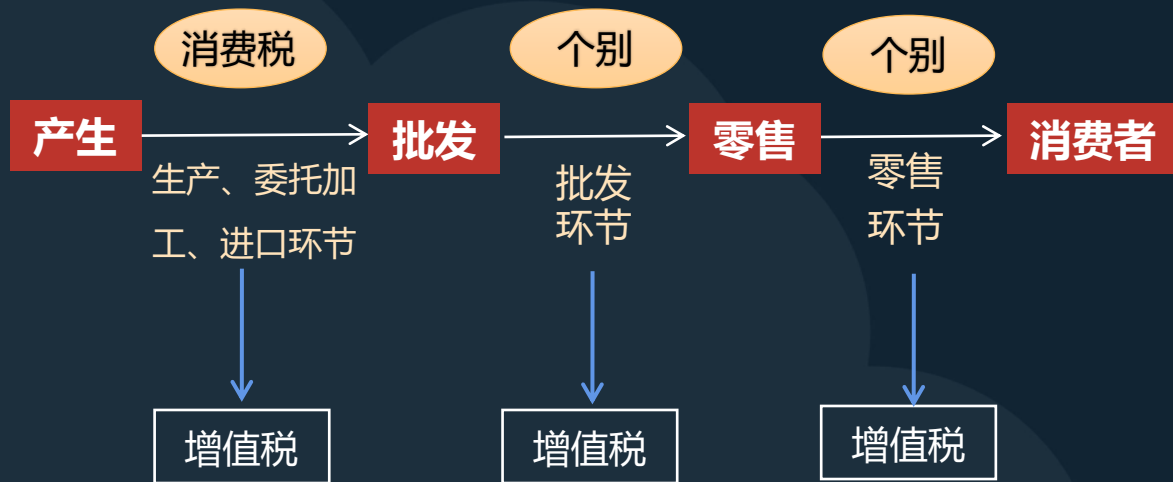 消费税
个别
个别
产生
批发
零售
消费者
生产、委托加
工、进口环节
批发
环节
零售
环节
增值税
增值税
增值税